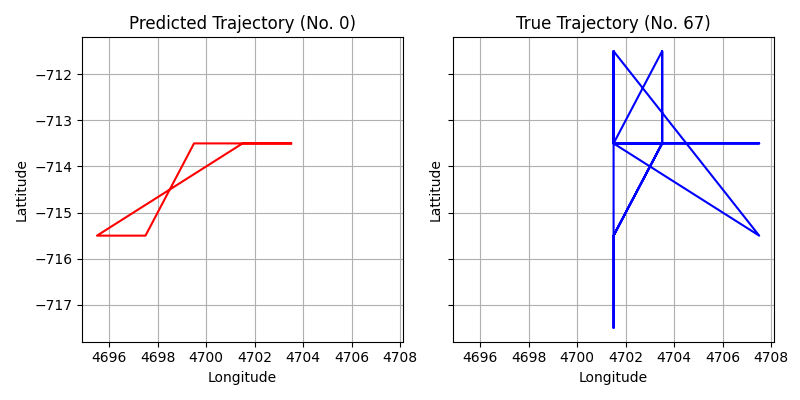 Predicted Trajectory (No. 0)
True Trajectory (No. 67)
−712
−713
−714
−715
−716
−717
Lattitude
Lattitude
4696 4698 4700 4702 4704 4706 4708
4696 4698 4700 4702 4704 4706 4708
Longitude
Longitude